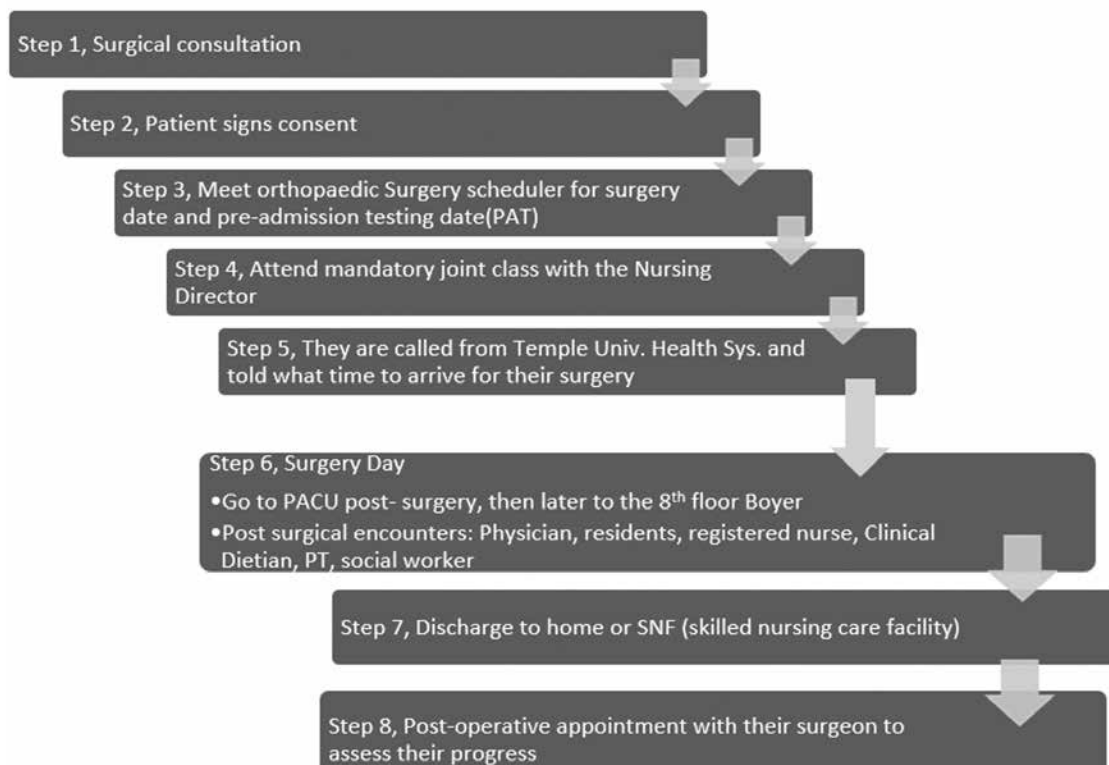 Step 1, Surgical consultation
Step 2, Patient signs consent
Step 3, Meet orthopaedic Surgery scheduler for surgery
date and pre-admission testing date(PAT)
Step 4, Attend mandatory joint class with the Nursing
Director
Step 5, They are called from Temple Univ. Health Sys. and
told what time to arrive for their surgery
Step 6, Surgery Day
•Go to PACU post- surgery, then later to the 8th floor Boyer
•Post surgical encounters: Physician, residents, registered nurse, Clinical
Dietian, PT, social worker
Step 7, Discharge to home or SNF (skilled nursing care facility)
Step 8, Post-operative appointment with their surgeon to
assess their progress